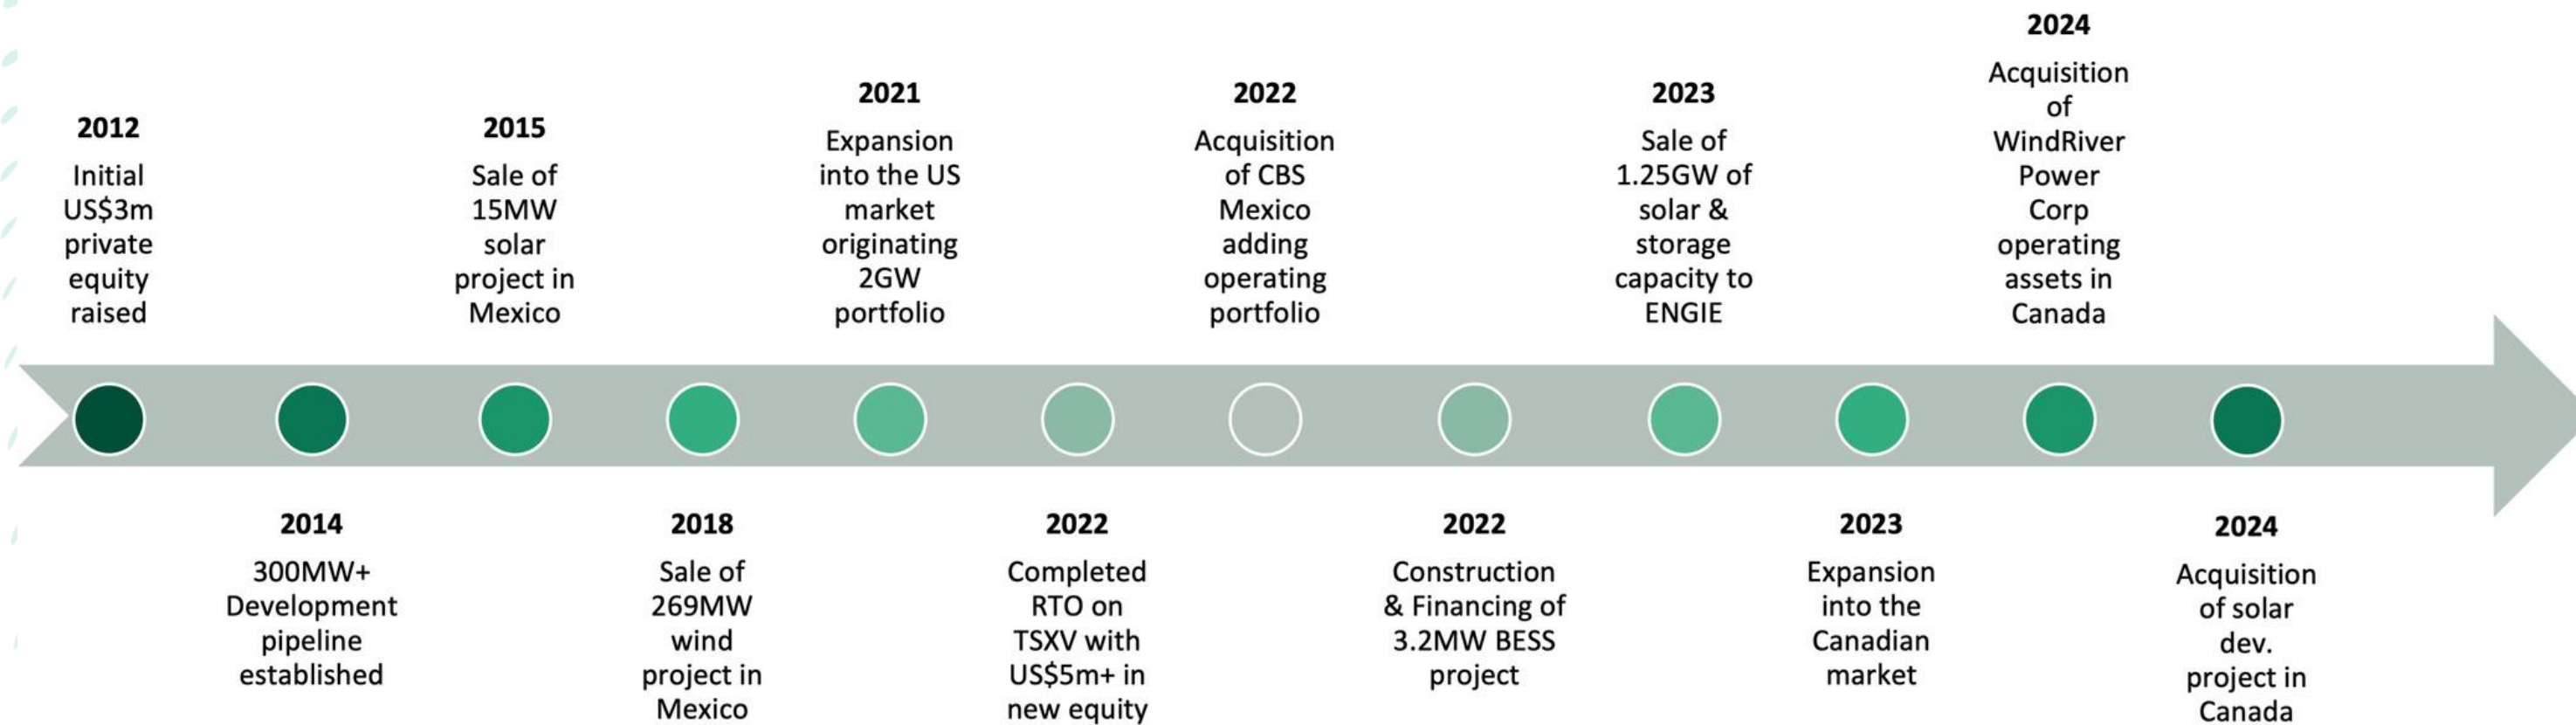 2012
Initial
US$3m
private
equity
raised
2014
300MW+
Development
pipeline
established
2015
Sale of
15MW
solar
project in
Mexico
2018
Sale of
269MW
wind
project in
Mexico
2021
Expansion
into the US
market
originating
2GW
portfolio
2022
Completed
RTO on
TSXV with
US$5m+ in
new equity
2022
Acquisition
of CBS
Mexico
adding
operating
portfolio
2022
Construction
& Financing of
3.2MW BESS
project
2023
Sale of
1.25GW of
solar &
storage
capacity to
ENGIE
2023
Expansion
into the
Canadian
market
2024
Acquisition
of
WindRiver
Power
Corp
operating
assets in
Canada
2024
Acquisition
of solar
dev.
project in
Canada